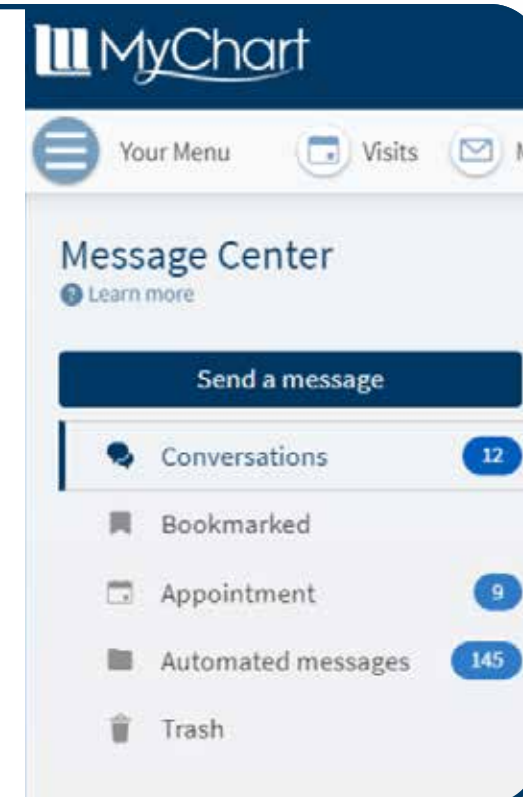 MyChart
Your Menu Visits M
Message Center
? Learn more
Send a message
Conversations 12
Bookmarked
Appointment 9
Automated messages 145
Trash